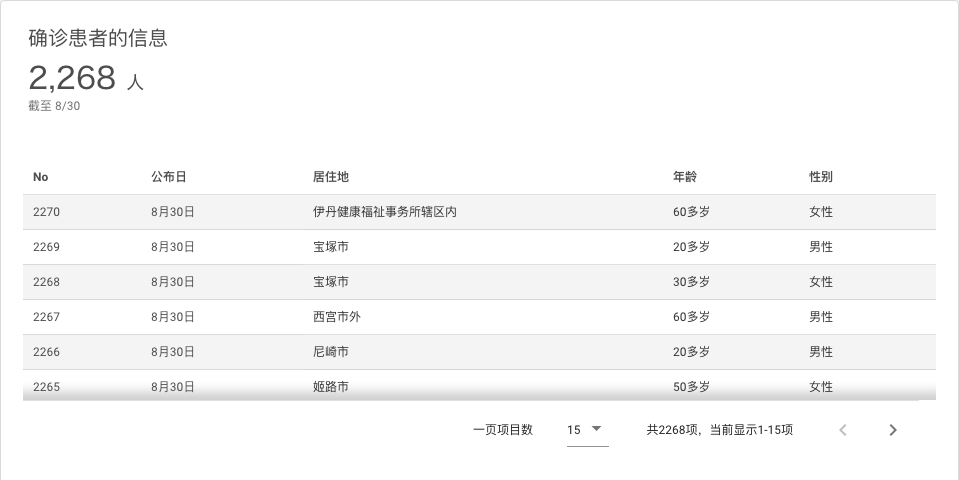 确诊患者的信息
2,268 人
截至 8/30
No 公布日 居住地 年龄 性别
2270 8月30日 伊丹健康福祉事务所辖区内 60多岁 女性
2269 8月30日 宝塚市 20多岁 男性
2268 8月30日 宝塚市 30多岁 女性
2267 8月30日 西宫市外 60多岁 男性
2266 8月30日 尼崎市 20多岁 男性
2265 8月30日 姬路市 50多岁 女性
一页项目数 15 共2268项，当前显示1-15项